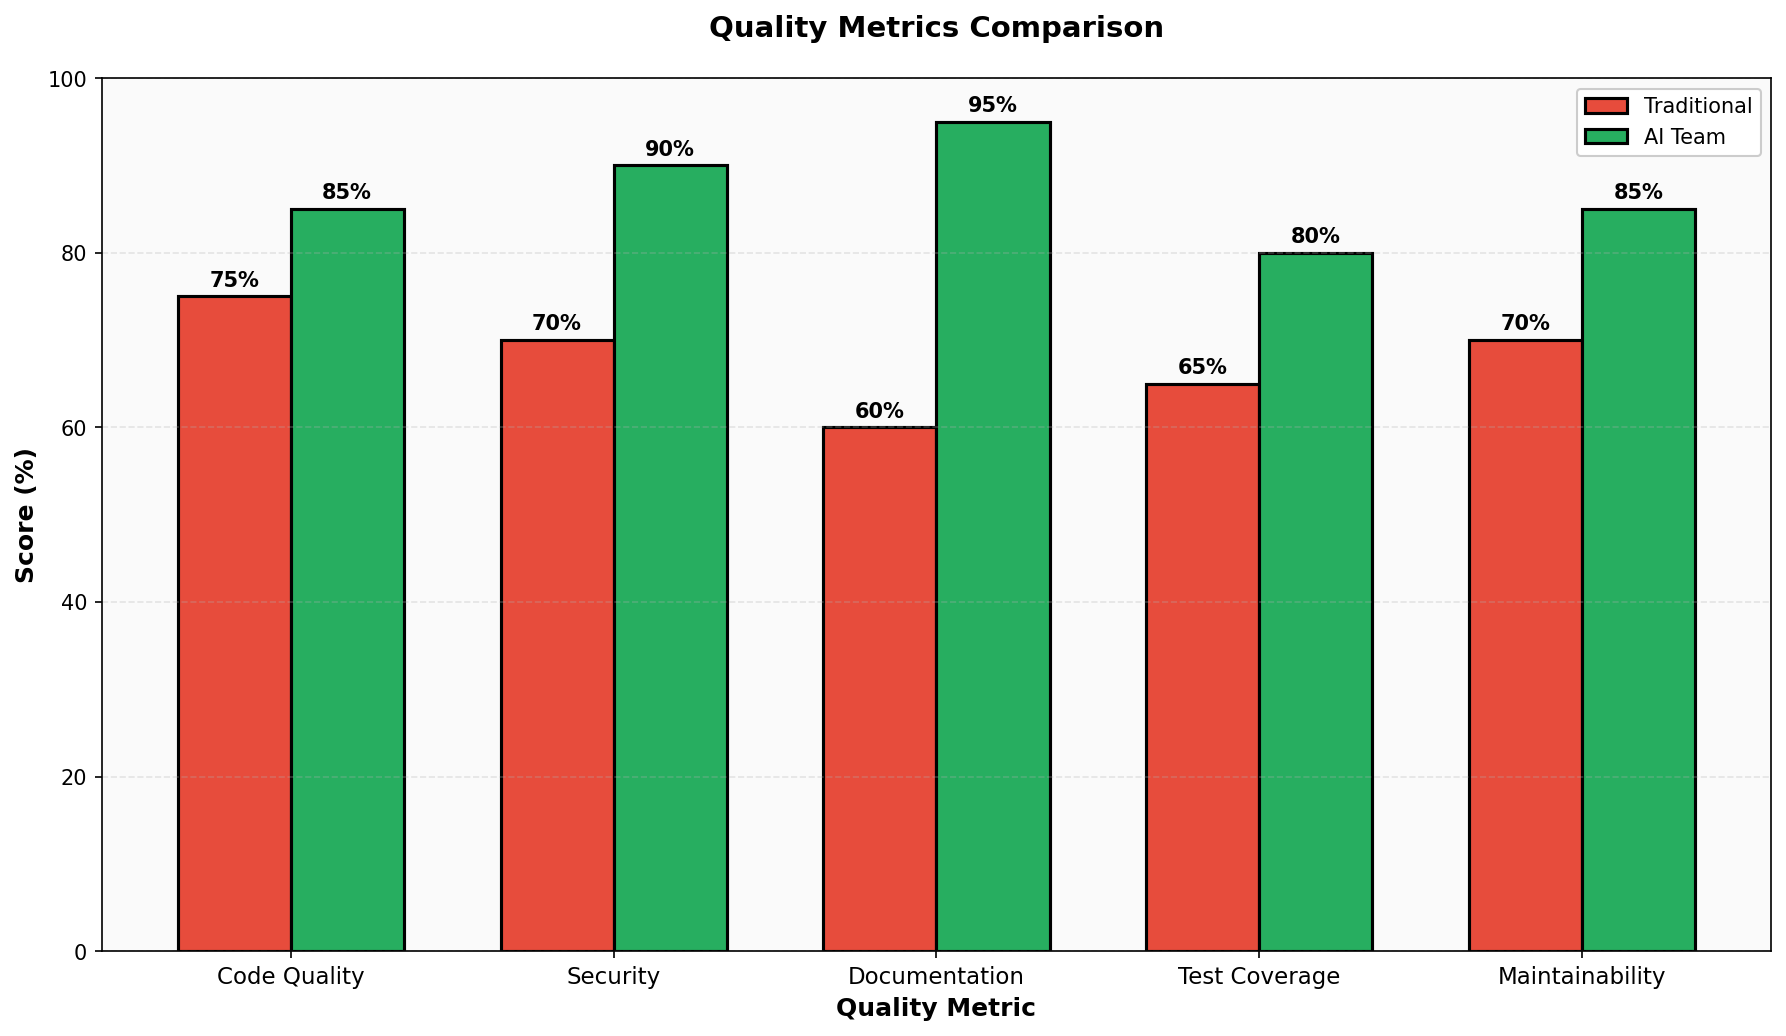 Quality Metrics Comparison
Traditional
AI Team
Score (%)
100
80
60
40
20
0
75%
85%
70%
90%
60%
95%
65%
80%
70%
85%
Code Quality
Security
Documentation
Test Coverage
Maintainability
Quality Metric